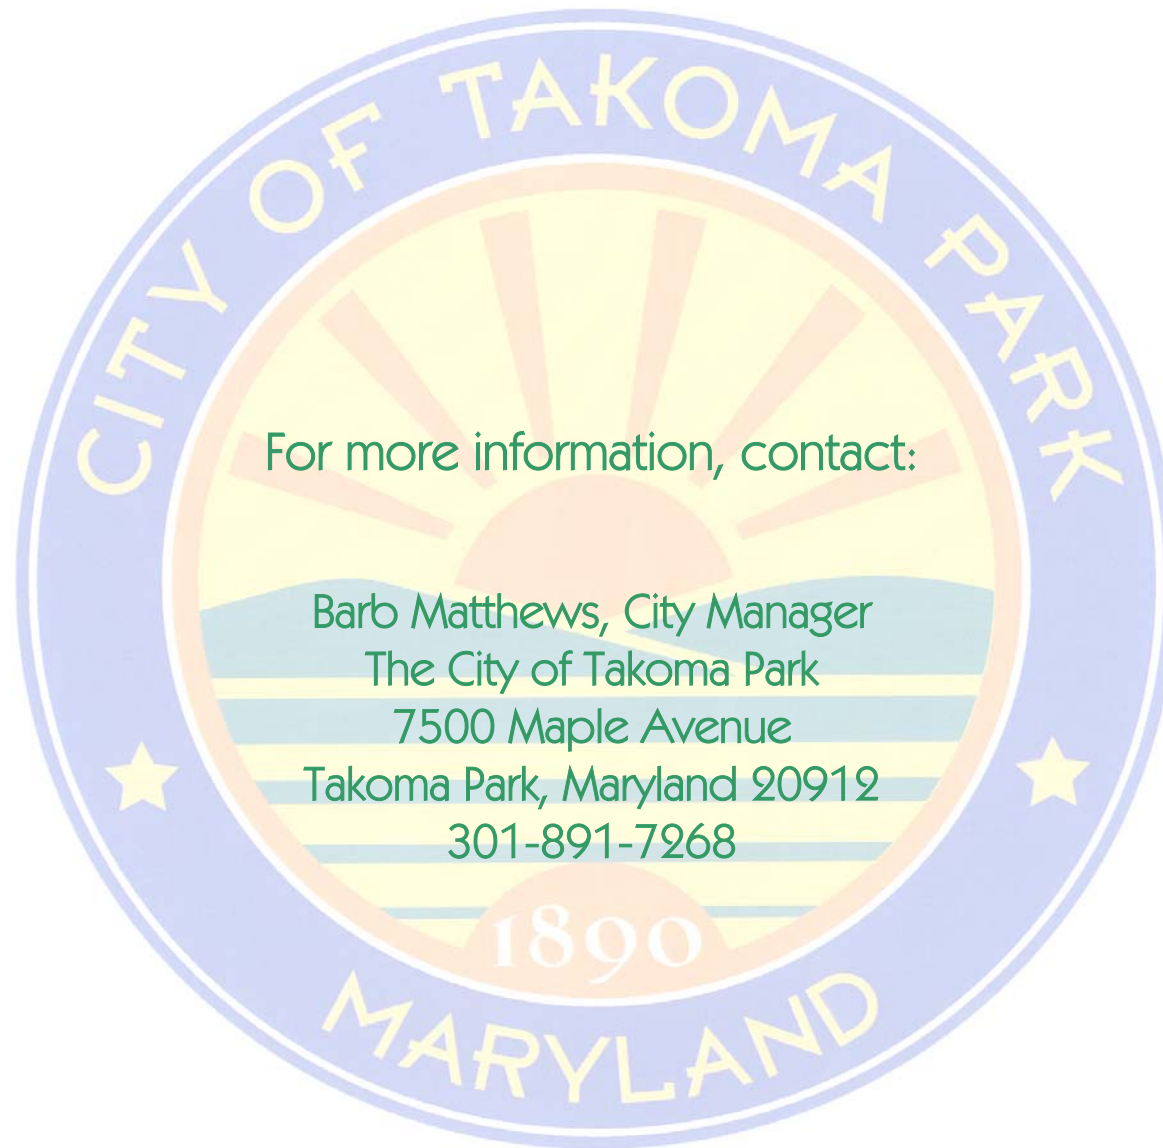 CITY OF TAKOMA PARK
For more information, contact:
Barb Matthews, City Manager
The City of Takoma Park
7500 Maple Avenue
Takoma Park, Maryland 20912
301-891-7268
1890
MARYLAND